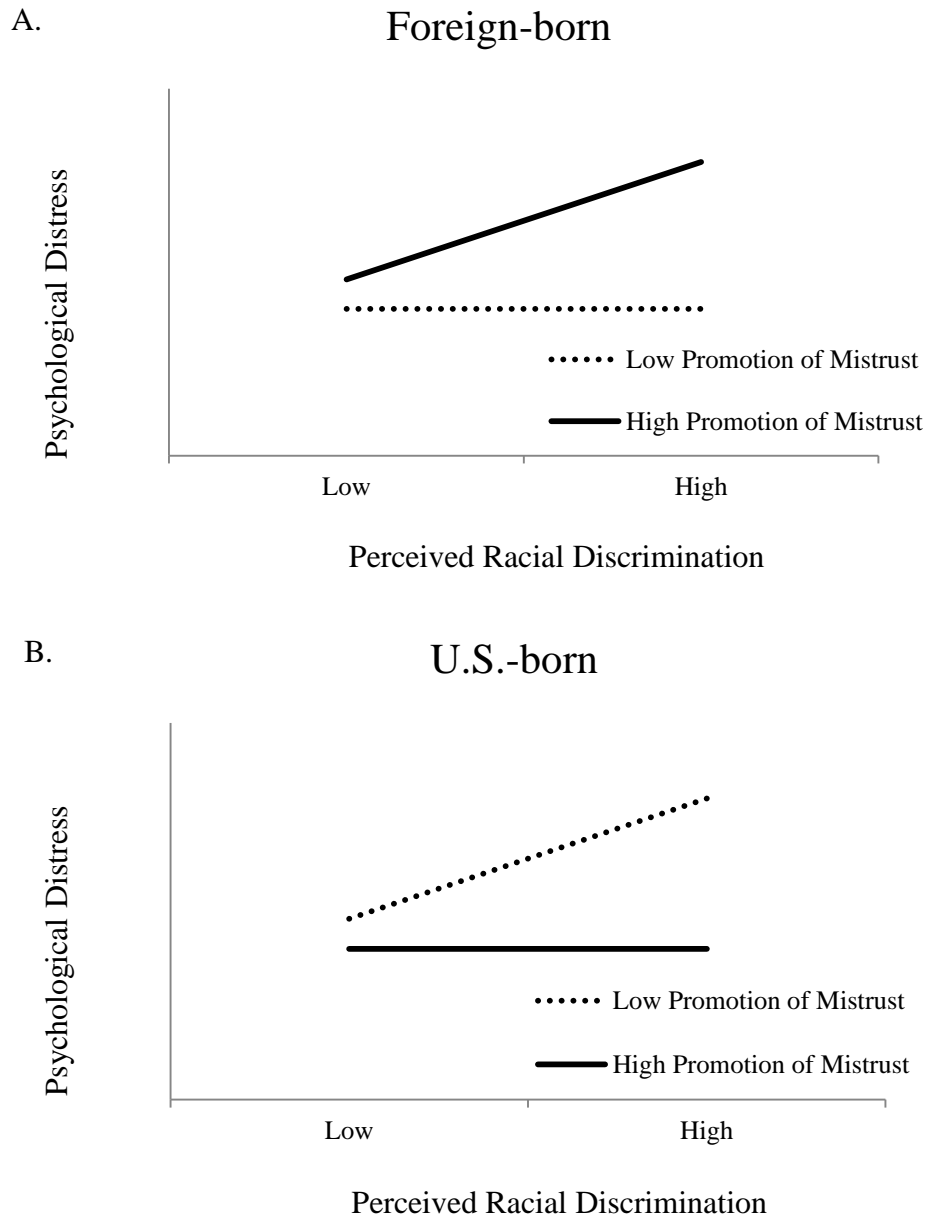 A.
Foreign-born
Psychological Distress
Low Promotion of Mistrust
High Promotion of Mistrust
Low High
Perceived Racial Discrimination
B.
U.S.-born
Psychological Distress
Low Promotion of Mistrust
High Promotion of Mistrust
Low High
Perceived Racial Discrimination